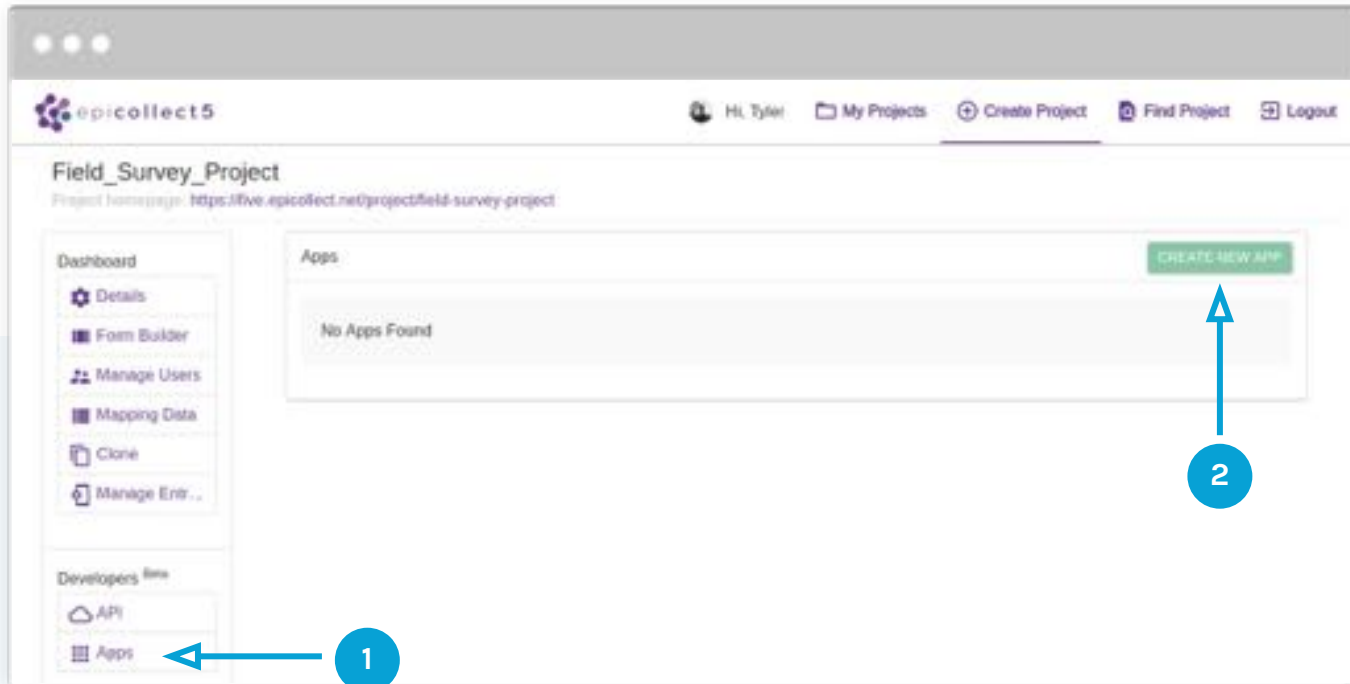 epicollect5
Hi, Tyler My Projects Create Project Find Project Logout
Field_Survey_Project
Project homepage: https://five.epicollect.net/project/field-survey-project
Dashboard
Details
Form Builder
Manage Users
Mapping Data
Clone
Manage Entr...
Developers Beta
API
Apps
Apps
CREATE NEW APP
No Apps Found
1
2